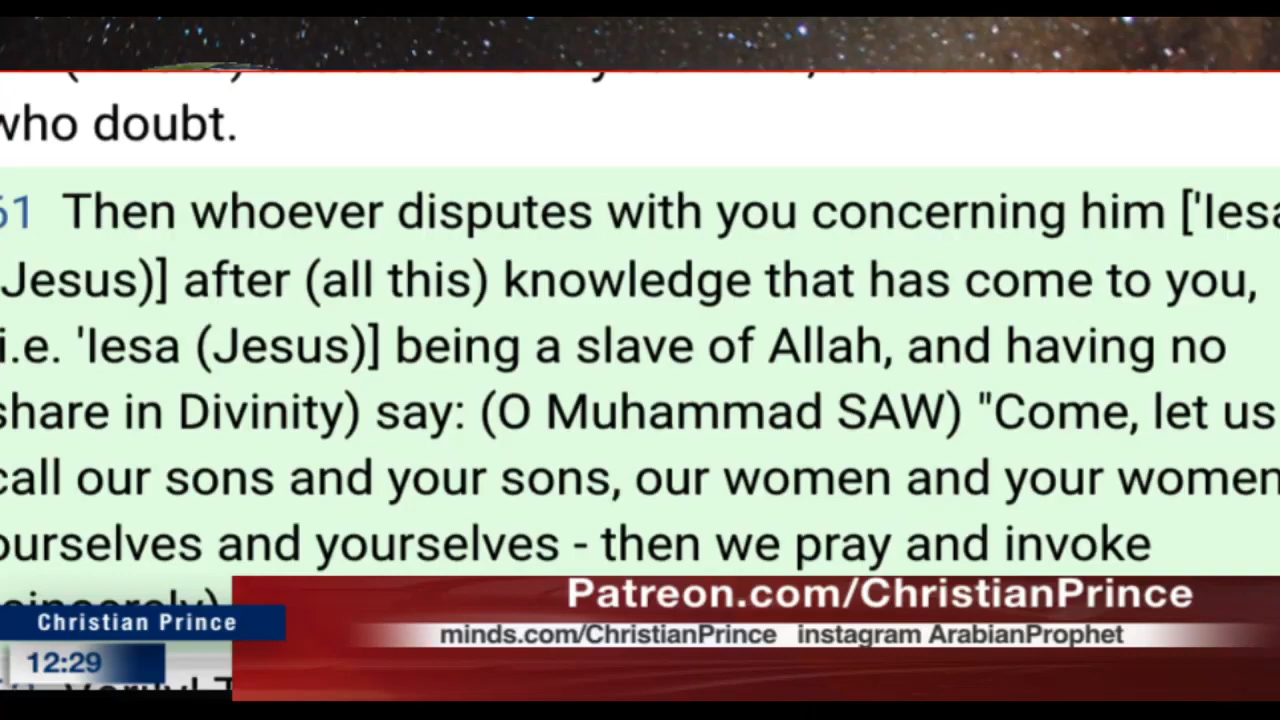 who doubt.
61 Then whoever disputes with you concerning him ['Iesa
(Jesus)] after (all this) knowledge that has come to you,
i.e. 'Iesa (Jesus)] being a slave of Allah, and having no
share in Divinity) say: (O Muhammad SAW) "Come, let us
call our sons and your sons, our women and your women
ourselves and yourselves - then we pray and invoke
sincerely)
Patreon.com/ChristianPrince
Christian Prince
minds.com/ChristianPrince instagram ArabianProphet
12:29